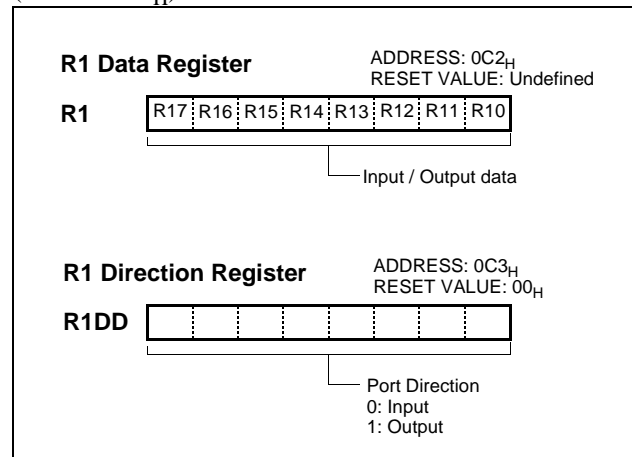 R1 Data Register
ADDRESS: 0C2H
RESET VALUE: Undefined
R1
R17 R16 R15 R14 R13 R12 R11 R10
Input / Output data
R1 Direction Register
ADDRESS: 0C3H
RESET VALUE: 00H
R1DD
Port Direction
0: Input
1: Output